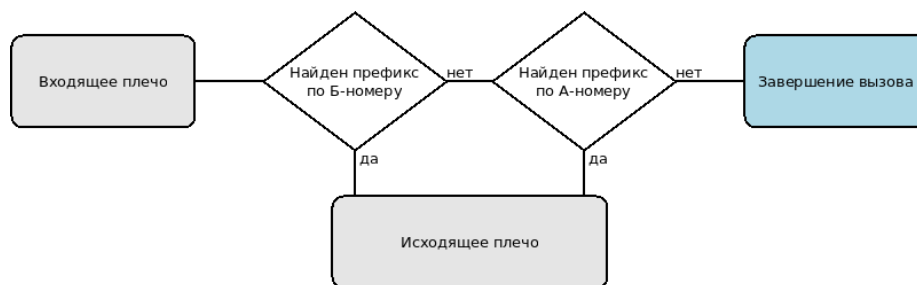 Входящее плечо
Найден префикс
по Б-номеру
нет
Найден префикс
по А-номеру
нет
Завершение вызова
да
да
Исходящее плечо